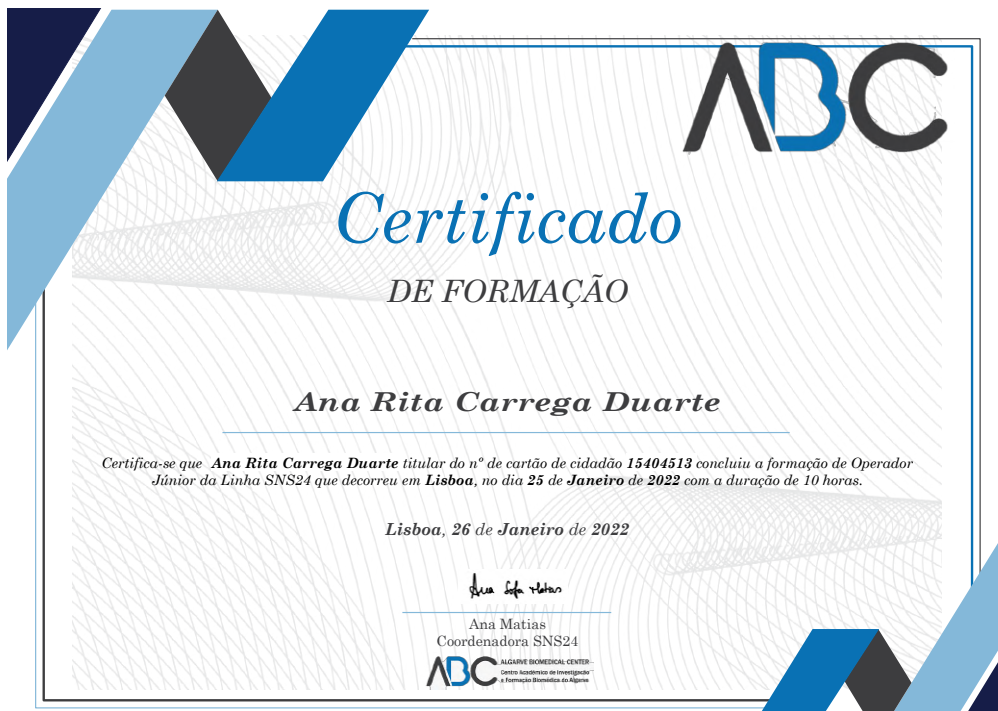 ABC
Certificado
DE FORMAÇÃO
Ana Rita Carrega Duarte
Certifica-se que Ana Rita Carrega Duarte titular do nº de cartão de cidadão 15404513 concluiu a formação de Operador
Júnior da Linha SNS24 que decorreu em Lisboa, no dia 25 de Janeiro de 2022 com a duração de 10 horas.
Lisboa, 26 de Janeiro de 2022
Ana Sofia Matias
Ana Matias
Coordenadora SNS24
ABC ALGARVE BIOMEDICAL CENTER
Centro Académico de Investigação
e Formação Biomédica do Algarve